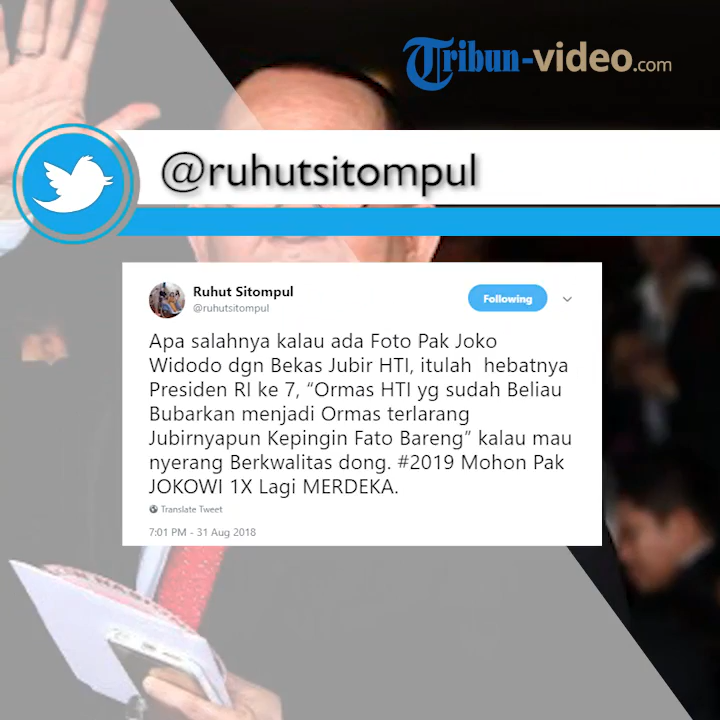 Tribun-video.com
@ruhutsitompul
Ruhut Sitompul
@ruhutsitompul
Following
Apa salahnya kalau ada Foto Pak Joko
Widodo dgn Bekas Jubir HTI, itulah hebatnya
Presiden RI ke 7, “Ormas HTI yg sudah Beliau
Bubarkan menjadi Ormas terlarang
Jubirnyapun Kepingin Fato Bareng” kalau mau
nyerang Berkwalitas dong. #2019 Mohon Pak
JOKOWI 1X Lagi MERDEKA.
Translate Tweet
7:01 PM - 31 Aug 2018